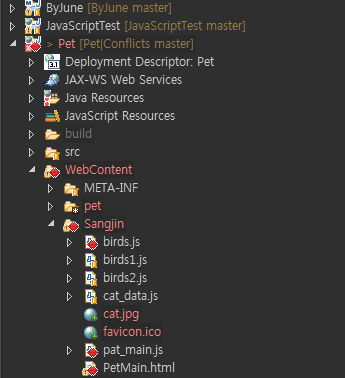 ByJune [ByJune master]
JavaScriptTest [JavaScriptTest master]
> Pet [Pet|Conflicts master]
Deployment Descriptor: Pet
JAX-WS Web Services
Java Resources
JavaScript Resources
build
src
WebContent
META-INF
pet
Sangjin
birds.js
birds1.js
birds2.js
cat_data.js
cat.jpg
favicon.ico
pat_main.js
PetMain.html